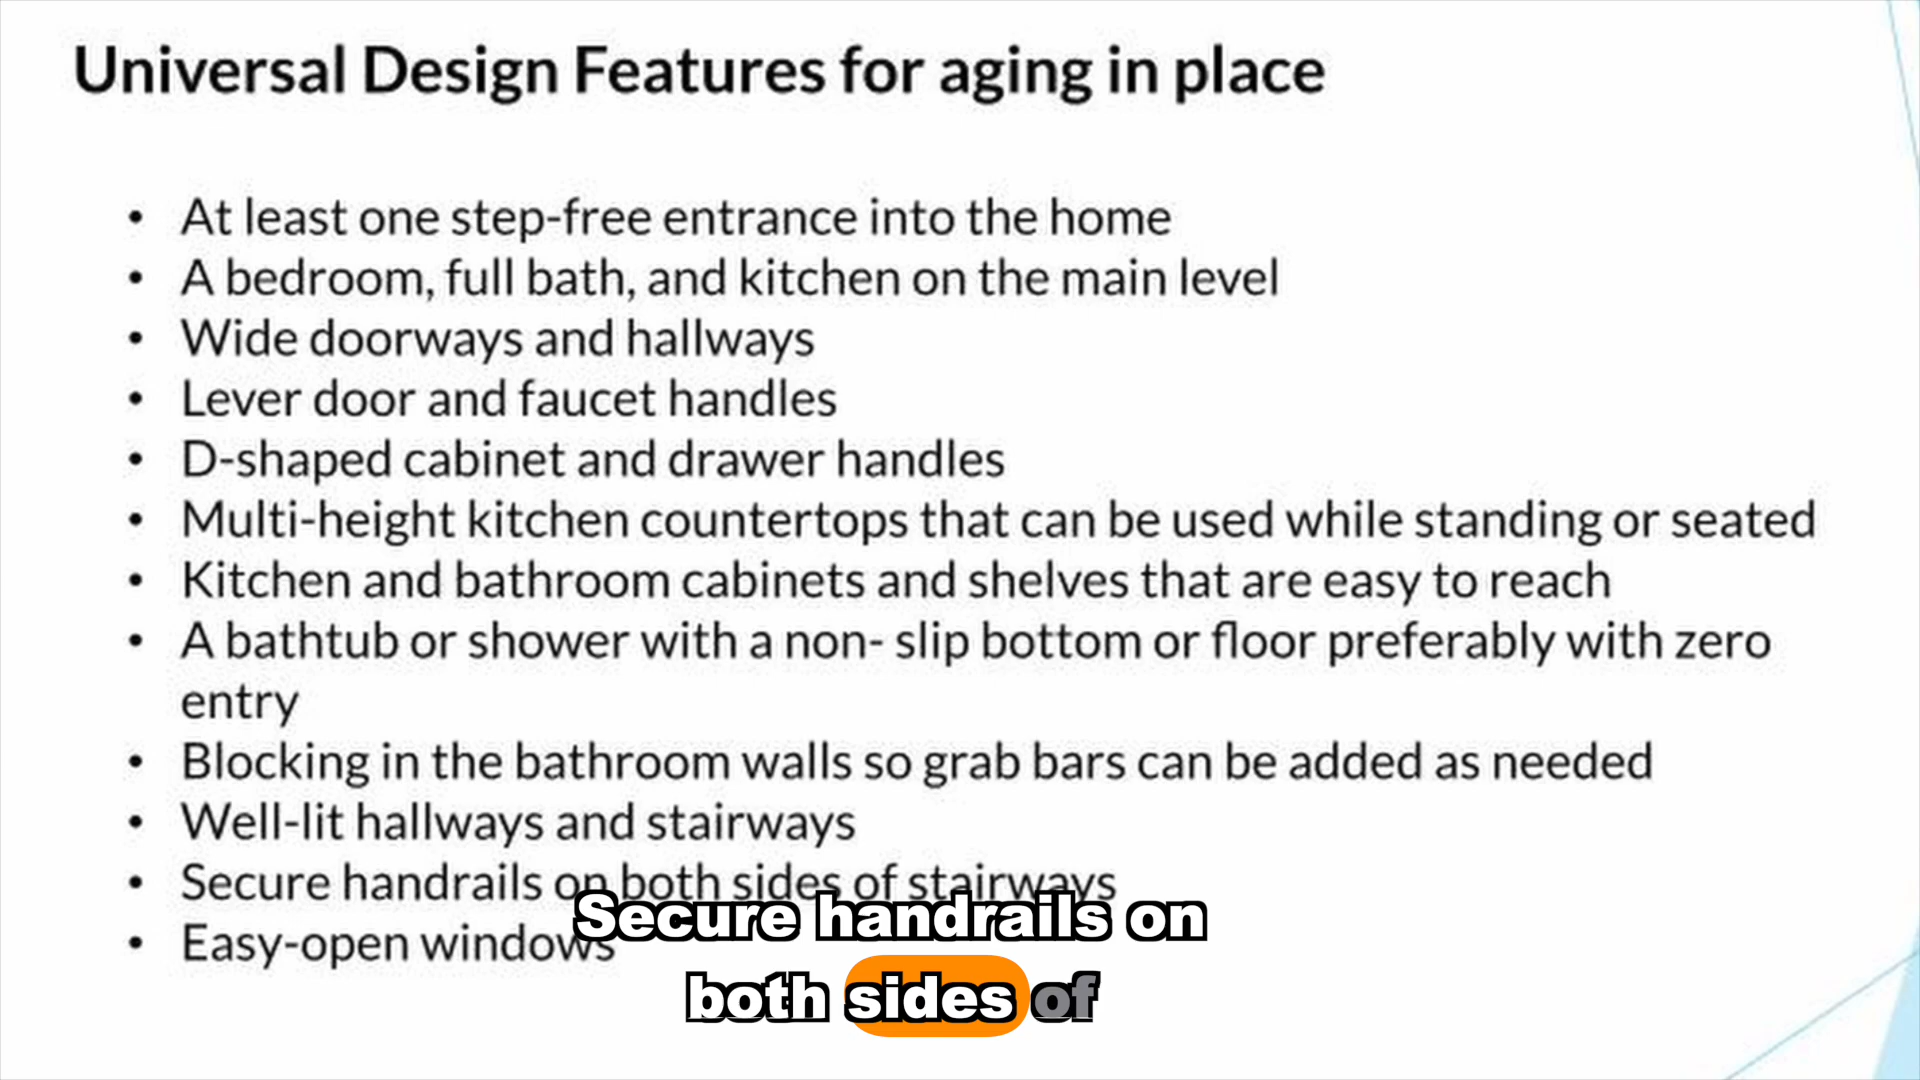 Universal Design Features for aging in place
• At least one step-free entrance into the home
• A bedroom, full bath, and kitchen on the main level
• Wide doorways and hallways
• Lever door and faucet handles
• D-shaped cabinet and drawer handles
• Multi-height kitchen countertops that can be used while standing or seated
• Kitchen and bathroom cabinets and shelves that are easy to reach
• A bathtub or shower with a non- slip bottom or floor preferably with zero
entry
• Blocking in the bathroom walls so grab bars can be added as needed
• Well-lit hallways and stairways
• Secure handrails on both sides of stairways
• Easy-open windows
Secure handrails on
both sides of